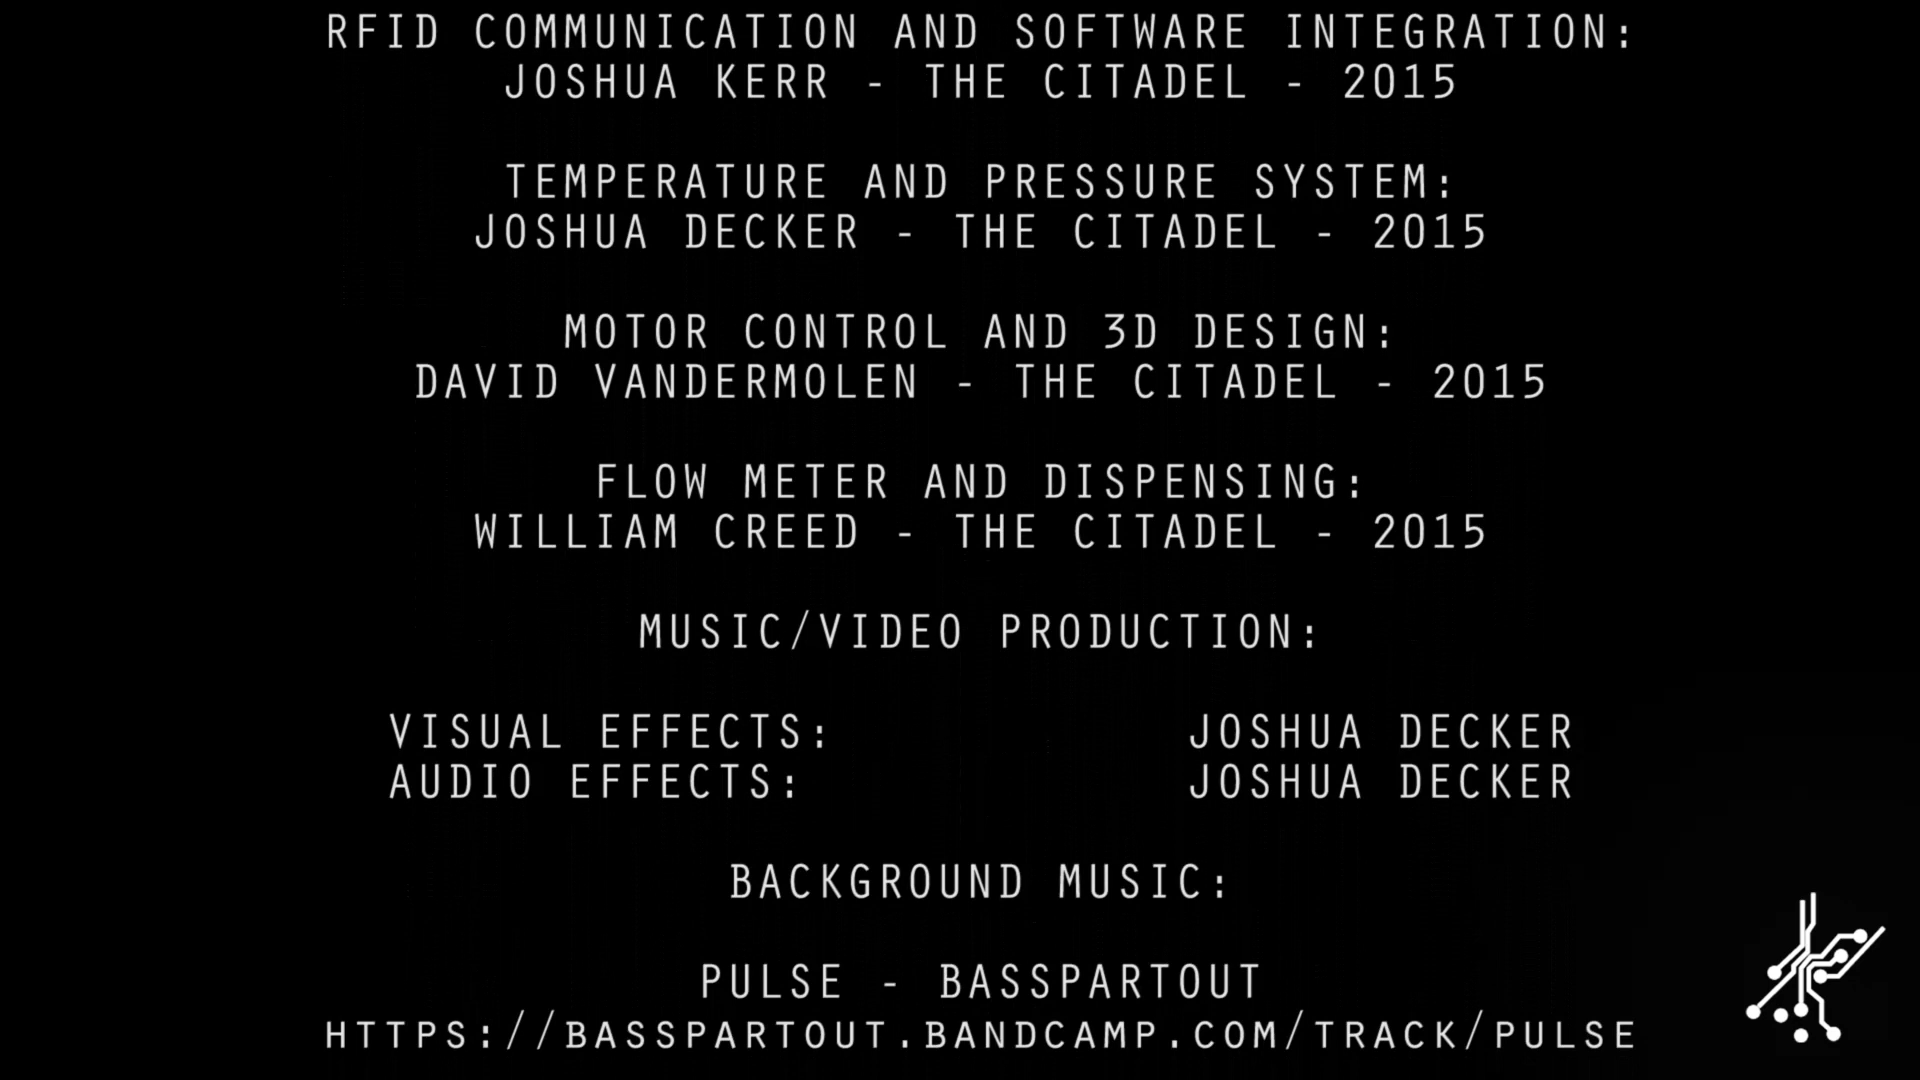 RFID COMMUNICATION AND SOFTWARE INTEGRATION:
JOSHUA KERR - THE CITADEL - 2015
TEMPERATURE AND PRESSURE SYSTEM:
JOSHUA DECKER - THE CITADEL - 2015
MOTOR CONTROL AND 3D DESIGN:
DAVID VANDERMOLEN - THE CITADEL - 2015
FLOW METER AND DISPENSING:
WILLIAM CREED - THE CITADEL - 2015
MUSIC/VIDEO PRODUCTION:
VISUAL EFFECTS: JOSHUA DECKER
AUDIO EFFECTS: JOSHUA DECKER
BACKGROUND MUSIC:
PULSE - BASSPARTOUT
HTTPS://BASSPARTOUT.BANDCAMP.COM/TRACK/PULSE